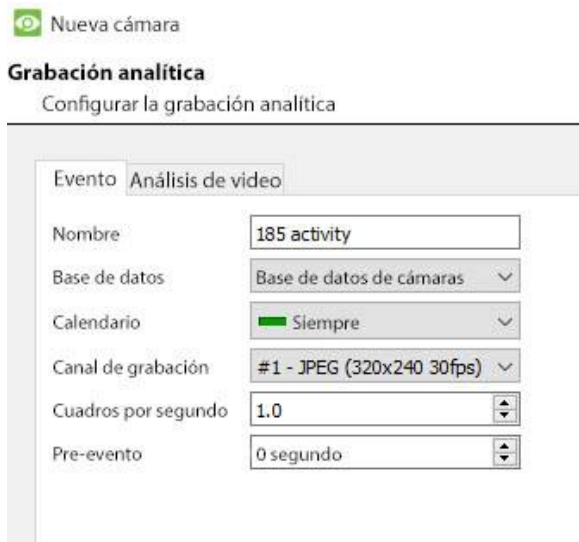 Nueva cámara
Grabación analítica
Configurar la grabación analítica
Evento Análisis de video
Nombre 185 activity
Base de datos Base de datos de cámaras
Calendario Siempre
Canal de grabación #1 - JPEG (320x240 30fps)
Cuadros por segundo 1.0
Pre-evento 0 segundo